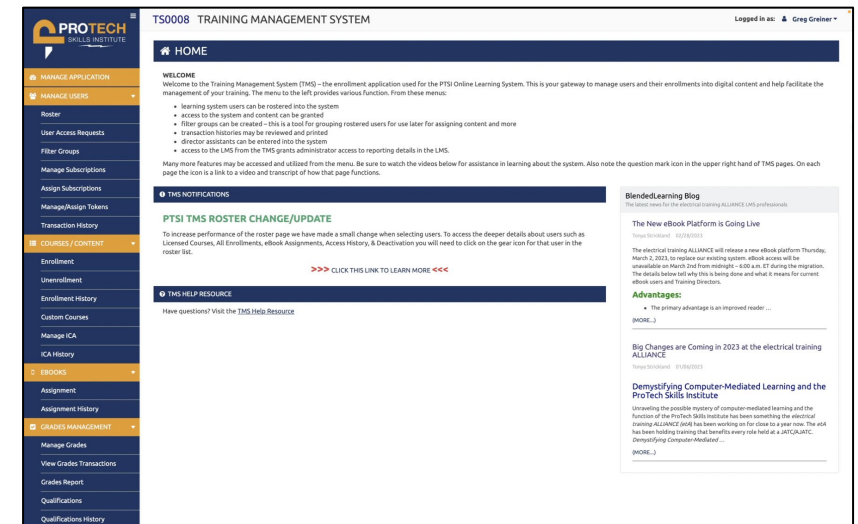 PROTECH
SKILLS INSTITUTE
TS0008 TRAINING MANAGEMENT SYSTEM
Logged in as: Greg Greiner
HOME
MANAGE APPLICATION
MANAGE USERS
Roster
User Access Requests
Filter Groups
Manage Subscriptions
Assign Subscriptions
Manage/Assign Tokens
Transaction History
COURSES / CONTENT
Enrollment
Unenrollment
Enrollment History
Custom Courses
Manage ICA
ICA History
EBOOKS
Assignment
Assignment History
GRADES MANAGEMENT
Manage Grades
View Grades Transactions
Grades Report
Qualifications
Qualifications History
WELCOME
Welcome to the Training Management System (TMS) – the enrollment application used for the PTSI Online Learning System. This is your gateway to manage users and their enrollments into digital content and help facilitate the
management of your training. The menu to the left provides various function. From these menus:
• learning system users can be rostered into the system
• access to the system and content can be granted
• filter groups can be created – this is a tool for grouping rostered users for use later for assigning content and more
• transaction histories may be reviewed and printed
• director assistants can be entered into the system
• access to the LMS from the TMS grants administrator access to reporting details in the LMS.
Many more features may be accessed and utilized from the menu. Be sure to watch the videos below for assistance in learning about the system. Also note the question mark icon in the upper right hand of TMS pages. On each
page the icon is a link to a video and transcript of how that page functions.
TMS NOTIFICATIONS
PTSI TMS ROSTER CHANGE/UPDATE
To increase performance of the roster page we have made a small change when selecting users. To access the deeper details about users such as
Licensed Courses, All Enrollments, eBook Assignments, Access History, & Deactivation you will need to click on the gear icon for that user in the
roster list.
>>> CLICK THIS LINK TO LEARN MORE <<<
TMS HELP RESOURCE
Have questions? Visit the TMS Help Resource
BlendedLearning Blog
The latest news for the electrical training ALLIANCE LMS professionals
The New eBook Platform is Going Live
Tonya Strickland 02/28/2023
The electrical training ALLIANCE will release a new eBook platform Thursday,
March 2, 2023, to replace our existing system. eBook access will be
unavailable on March 2nd from midnight – 6:00 a.m. ET during the migration.
The details below tell why this is being done and what it means for current
eBook users and Training Directors.
Advantages:
• The primary advantage is an improved reader ...
(MORE...)
Big Changes are Coming in 2023 at the electrical training
ALLIANCE
Tonya Strickland 01/06/2023
Demystifying Computer-Mediated Learning and the
ProTech Skills Institute
Unraveling the possible mystery of computer-mediated learning and the
function of the ProTech Skills Institute has been something the electrical
training ALLIANCE (etA) has been working on for close to a year now. The etA
has been holding training that benefits every role held at a JATC/AJATC.
Demystifying Computer-Mediated ...
(MORE...)